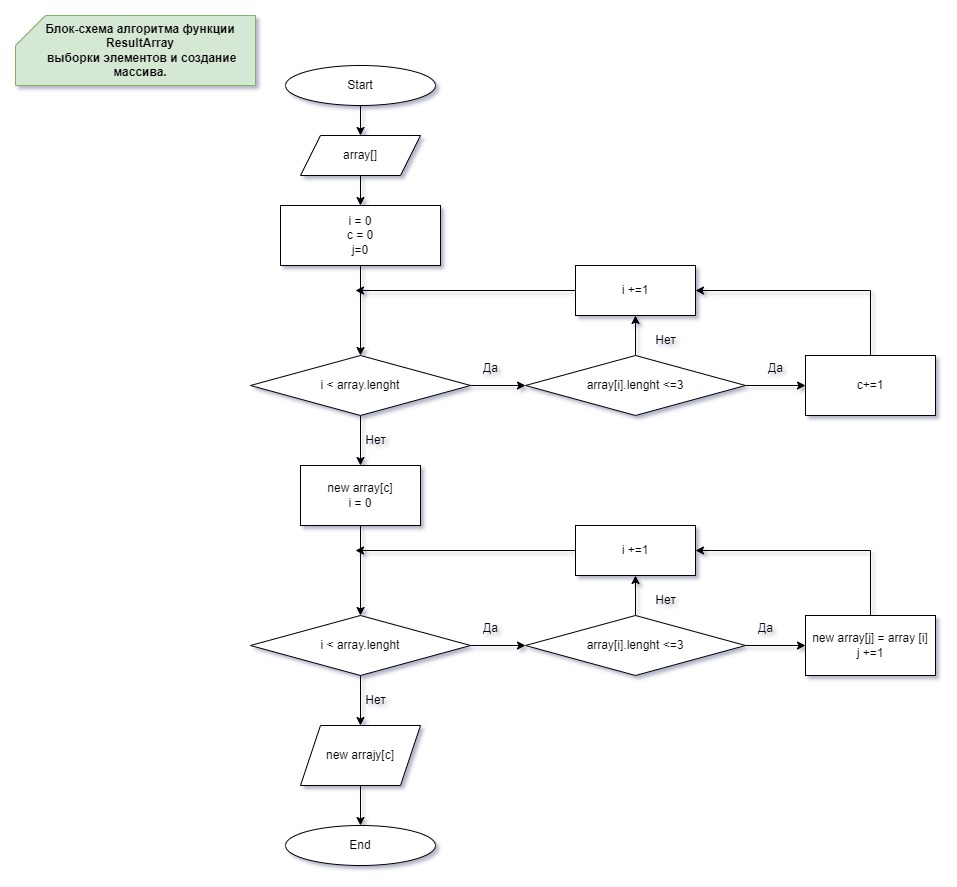 Блок-схема алгоритма функции
ResultArray
выборки элементов и создание
массива.
Start
array[]
i = 0
c = 0
j=0
i +=1
Нет
i < array.lenght
Да
array[i].lenght <=3
Да
c+=1
Нет
new array[c]
i = 0
i +=1
Нет
i < array.lenght
Да
array[i].lenght <=3
Да
new array[j] = array [i]
j +=1
Нет
new arrajy[c]
End